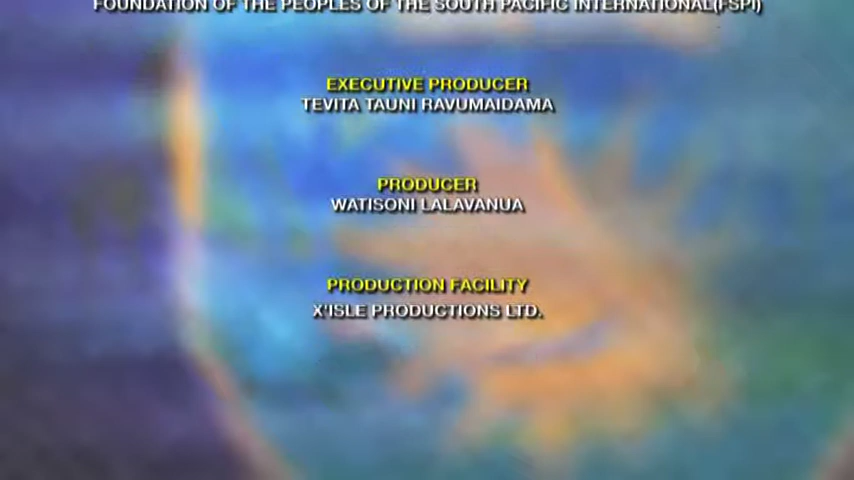 FOUNDATION OF THE PEOPLES OF THE SOUTH PACIFIC INTERNATIONAL(FSPI)
EXECUTIVE PRODUCER
TEVITA TAUNI RAVUMAIDAMA
PRODUCER
WATISONI LALAVANUA
PRODUCTION FACILITY
X'ISLE PRODUCTIONS LTD.